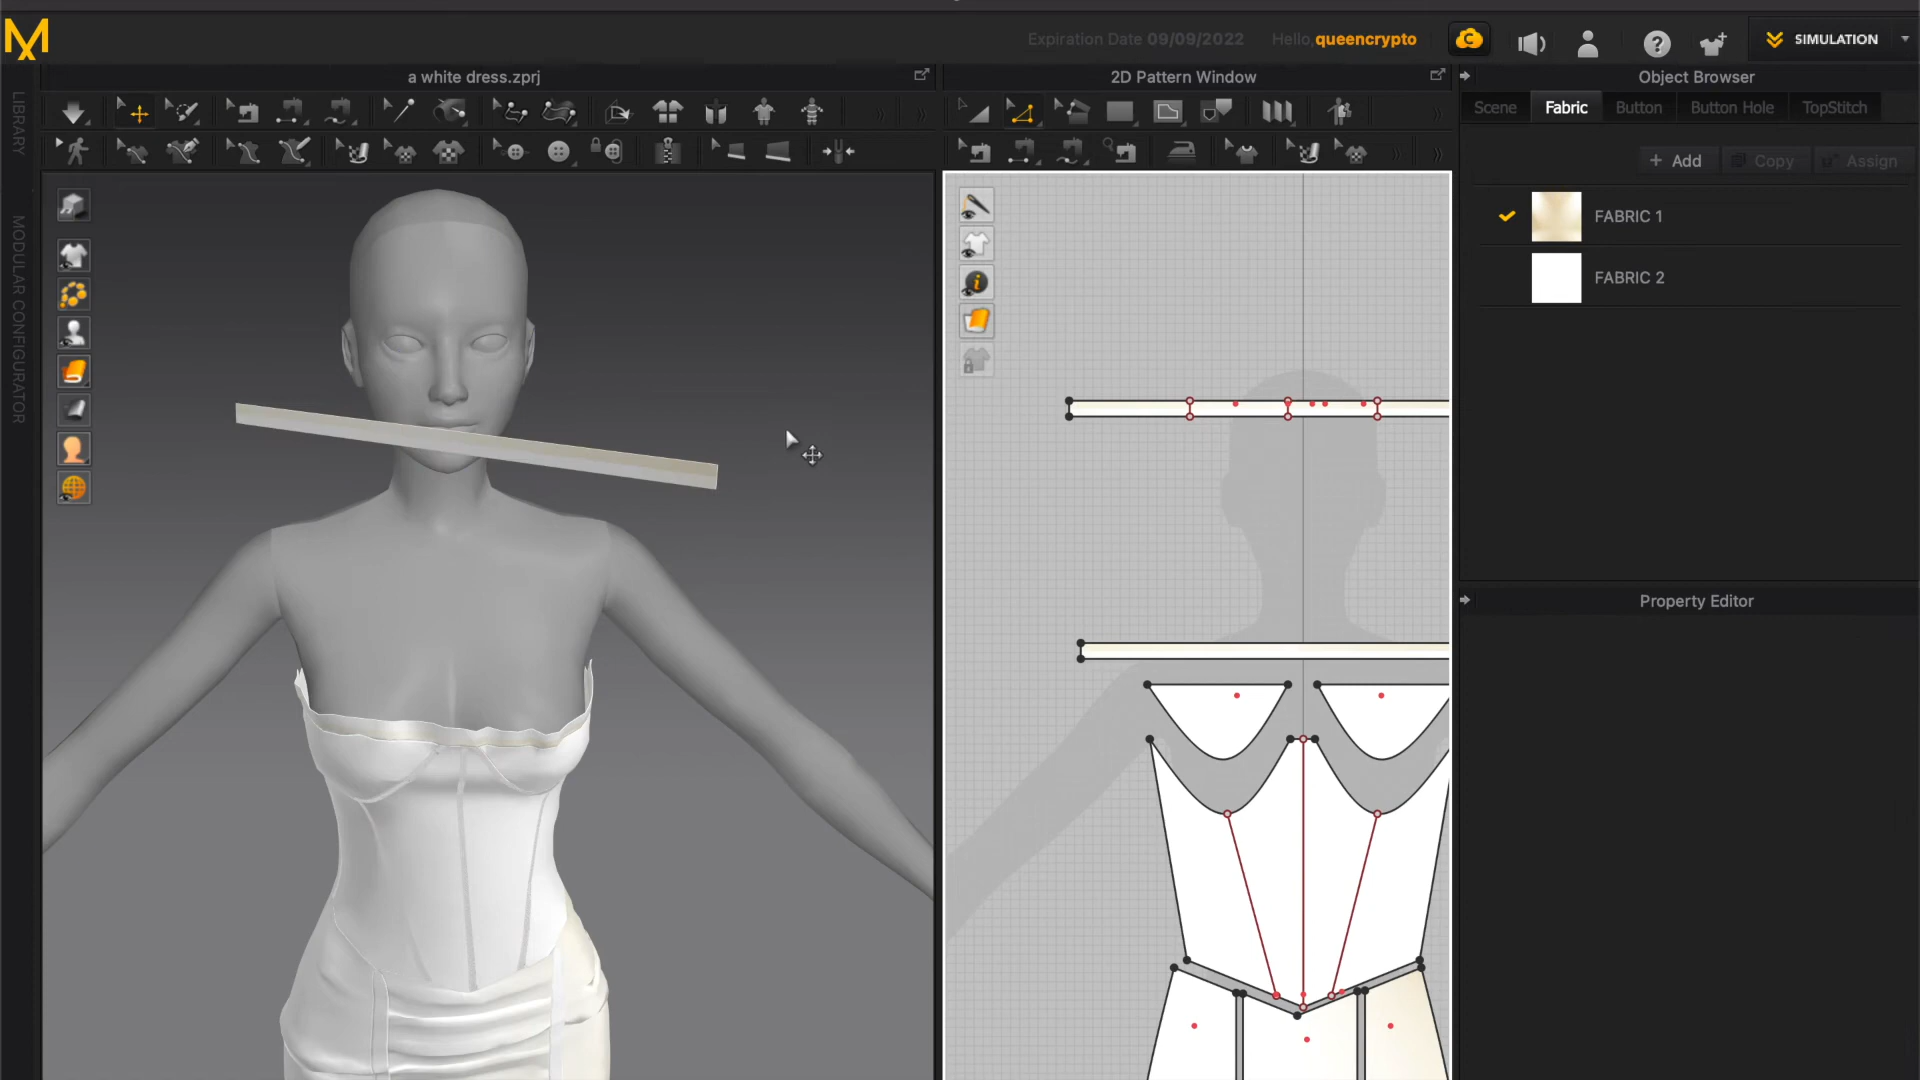 Expiration Date 09/09/2022
Hello, queencrypto
SIMULATION
a white dress.zprj
2D Pattern Window
Object Browser
Scene
Fabric
Button
Button Hole
TopStitch
+ Add
Copy
Assign
FABRIC 1
FABRIC 2
Property Editor
LIBRARY
MODULAR CONFIGURATOR